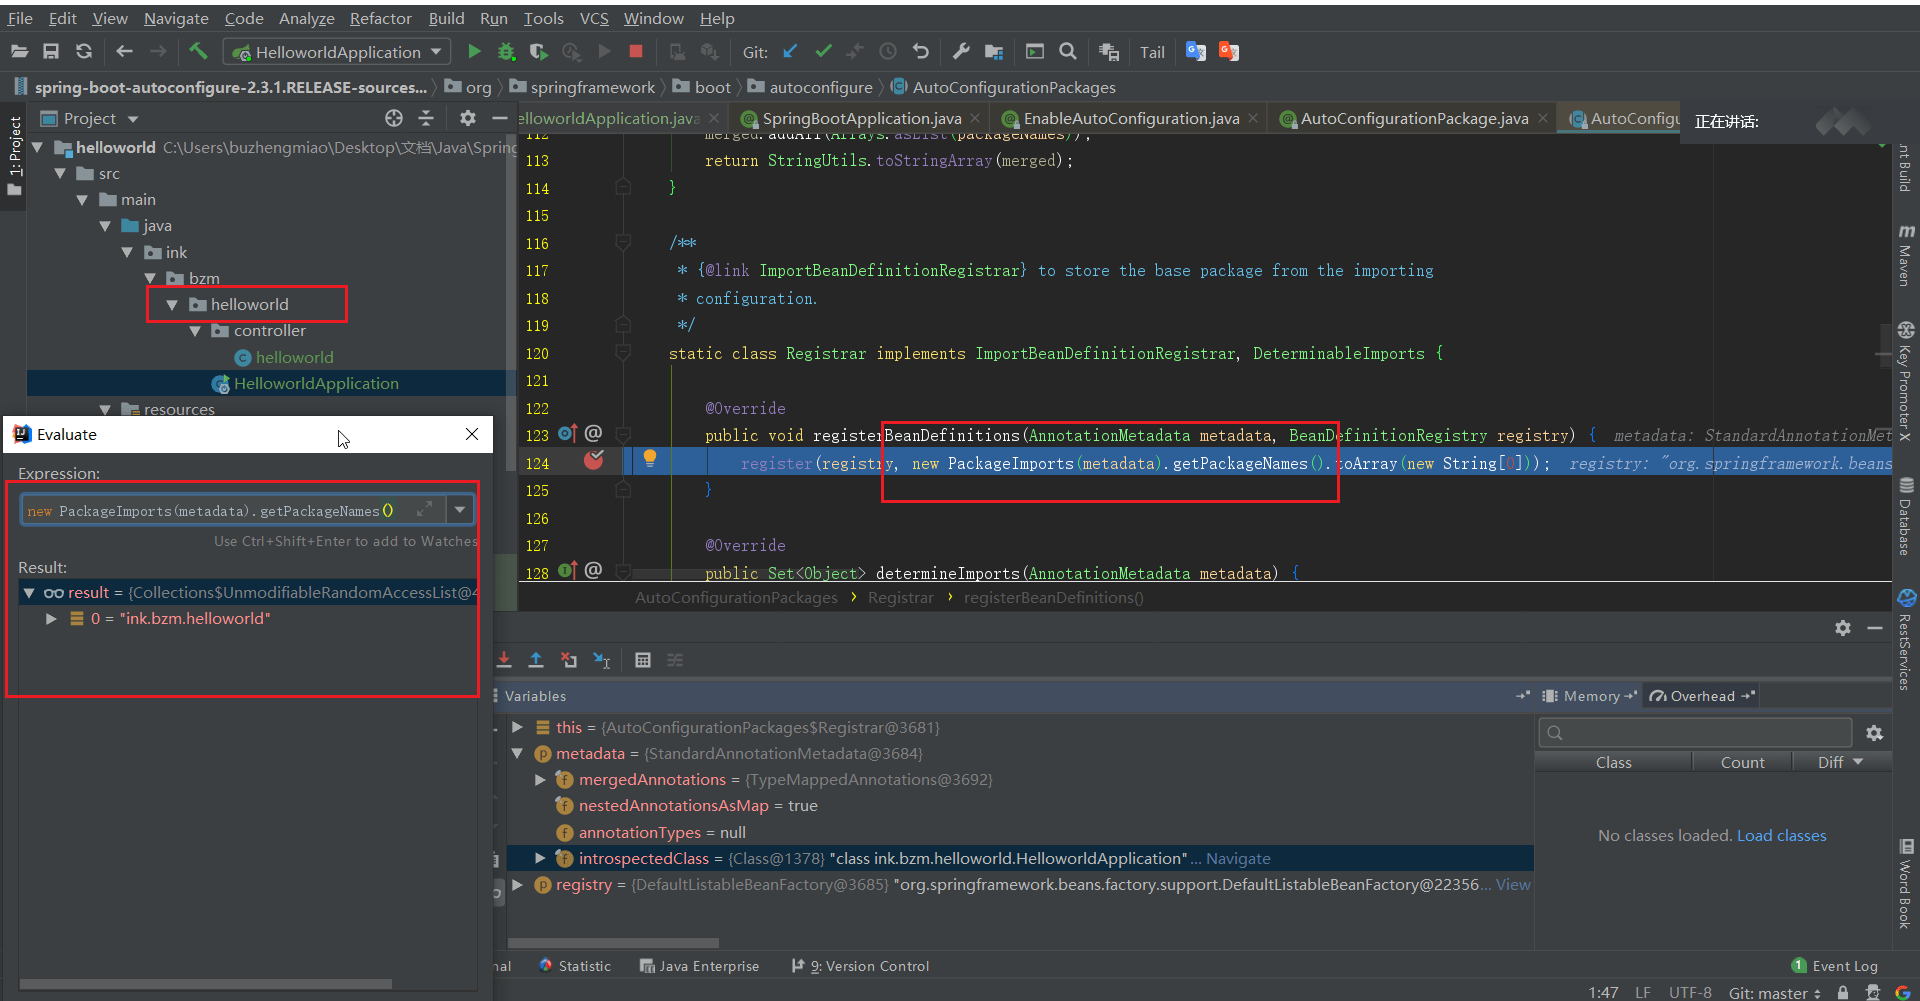 File Edit View Navigate Code Analyze Refactor Build Run Tools VCS Window Help
HelloworldApplication Git: Tail
spring-boot-autoconfigure-2.3.1.RELEASE-sources... org springframework boot autoconfigure AutoConfigurationPackages
Project
elloworldApplication.java SpringBootApplication.java EnableAutoConfiguration.java AutoConfigurationPackage.java AutoConfigu
正在讲话:
1: Project
helloworld C:\Users\buzhengmiao\Desktop\文档\Java\Spring
src
main
java
ink
bzm
helloworld
controller
helloworld
HelloworldApplication
resources
112 merged.addAll(Arrays.asList(packageNames));
113 return StringUtils.toStringArray(merged);
114 }
115
116 /**
117 * {@link ImportBeanDefinitionRegistrar} to store the base package from the importing
118 * configuration.
119 */
120 static class Registrar implements ImportBeanDefinitionRegistrar, DeterminableImports {
121
122 @Override
123 public void registerBeanDefinitions(AnnotationMetadata metadata, BeanDefinitionRegistry registry) { metadata: StandardAnnotationMet
124 register(registry, new PackageImports(metadata).getPackageNames().toArray(new String[0])); registry: "org.springframework.beans
125 }
126
127 @Override
128 public Set<Object> determineImports(AnnotationMetadata metadata) {
AutoConfigurationPackages › Registrar › registerBeanDefinitions()
Evaluate
Expression:
new PackageImports(metadata).getPackageNames()
Use Ctrl+Shift+Enter to add to Watches
Result:
result = {Collections$UnmodifiableRandomAccessList@4
0 = "ink.bzm.helloworld"
Variables
this = {AutoConfigurationPackages$Registrar@3681}
metadata = {StandardAnnotationMetadata@3684}
mergedAnnotations = {TypeMappedAnnotations@3692}
nestedAnnotationsAsMap = true
annotationTypes = null
introspectedClass = {Class@1378} "class ink.bzm.helloworld.HelloworldApplication"... Navigate
registry = {DefaultListableBeanFactory@3685} "org.springframework.beans.factory.support.DefaultListableBeanFactory@22356... View
Memory Overhead
Class Count Diff
No classes loaded. Load classes
nt Build
Maven
Key Promoter X
Database
RestServices
Word Book
nal Statistic Java Enterprise 9: Version Control
1 Event Log
1:47 LF UTF-8 Git: master